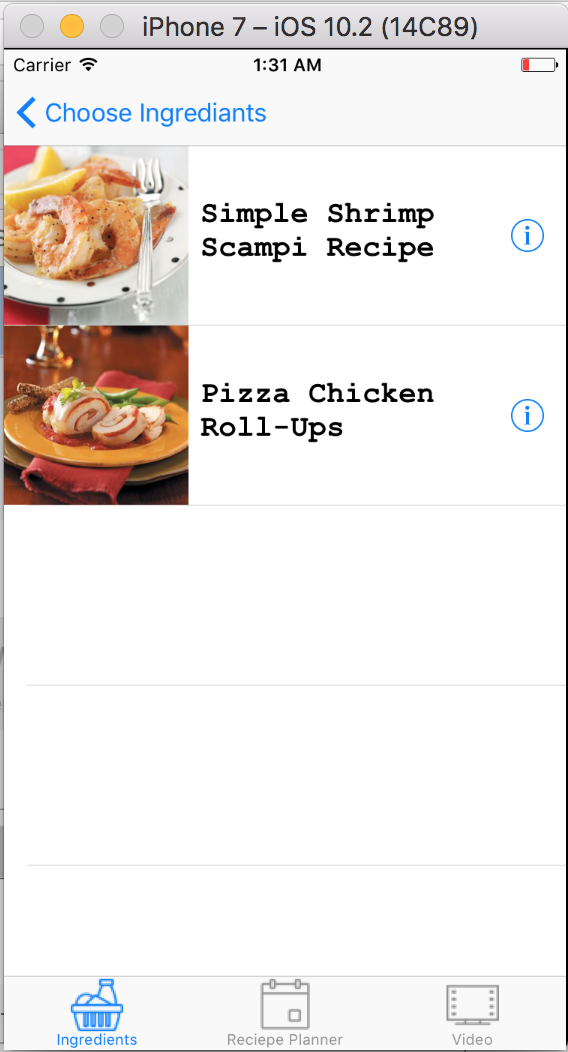 iPhone 7 – iOS 10.2 (14C89)
Carrier 1:31 AM
Choose Ingrediants
Simple Shrimp
Scampi Recipe
Pizza Chicken
Roll-Ups
Ingredients Reciepe Planner Video